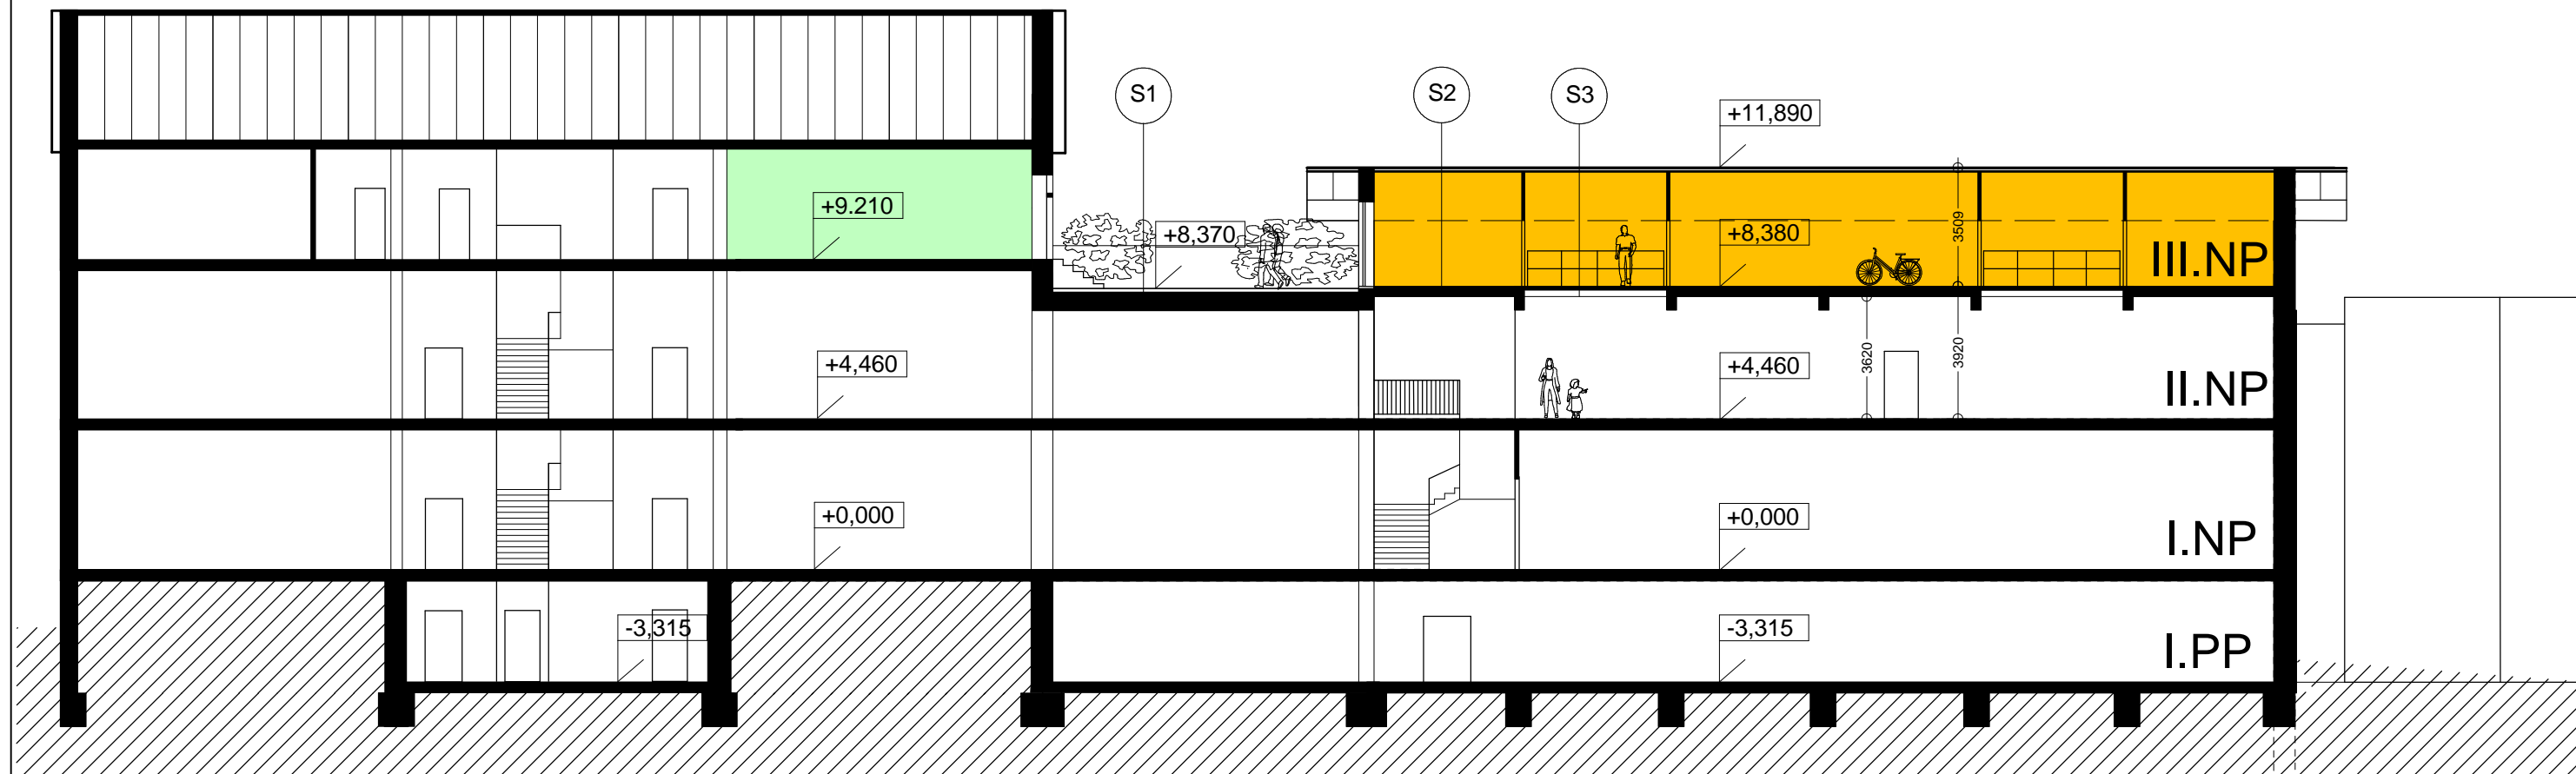 S1
S2
S3
+11,890
+9.210
+8,370
+8,380
3509
III.NP
+4,460
+4,460
3620
3920
II.NP
+0,000
+0,000
I.NP
-3,315
-3,315
I.PP